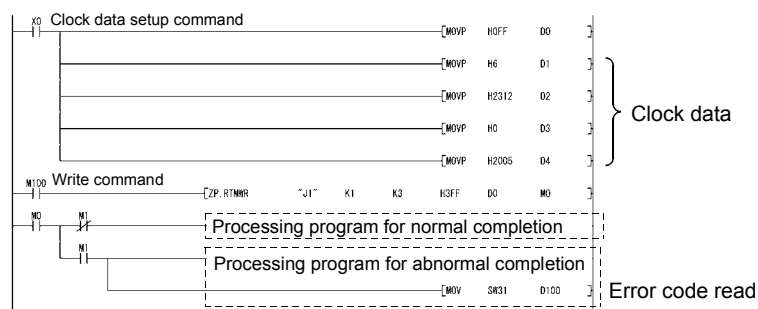 X0 Clock data setup command
MOVP H0FF D0
MOVP H6 D1
MOVP H2312 D2
Clock data
MOVP H0 D3
MOVP H2005 D4
M100 Write command
ZP.RTMWR "J1" K1 K3 H3FF D0 M0
M0 M1
Processing program for normal completion
M1
Processing program for abnormal completion
MOV SW31 D100
Error code read